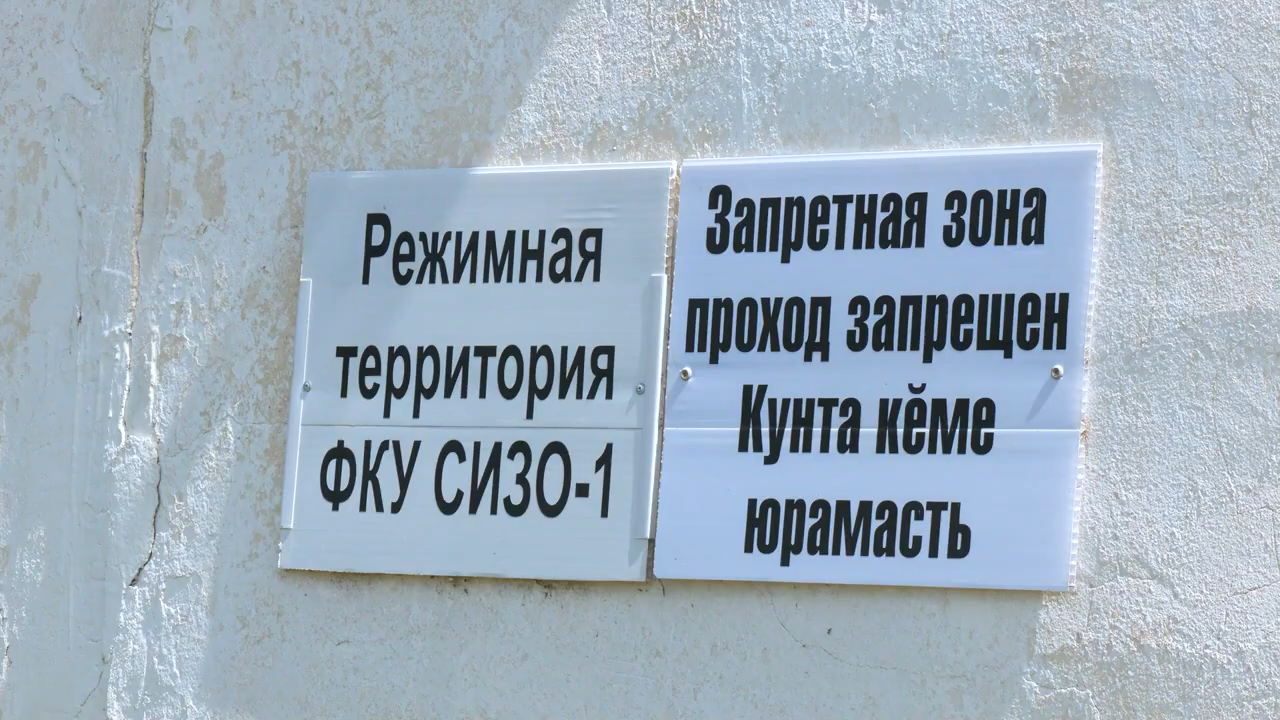 Режимная
территория
ФКУ СИЗО-1
Запретная зона
проход запрещен
Кунта кӗме
юрамасть